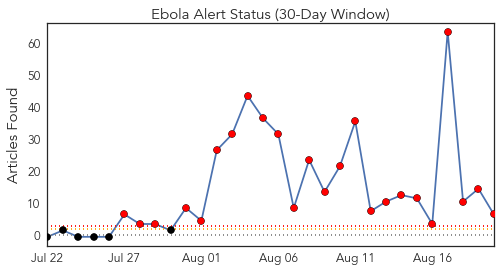 Ebola Alert Status (30-Day Window)
Articles Found
60
50
40
30
20
10
0
Jul 22 Jul 27 Aug 01 Aug 06 Aug 11 Aug 16